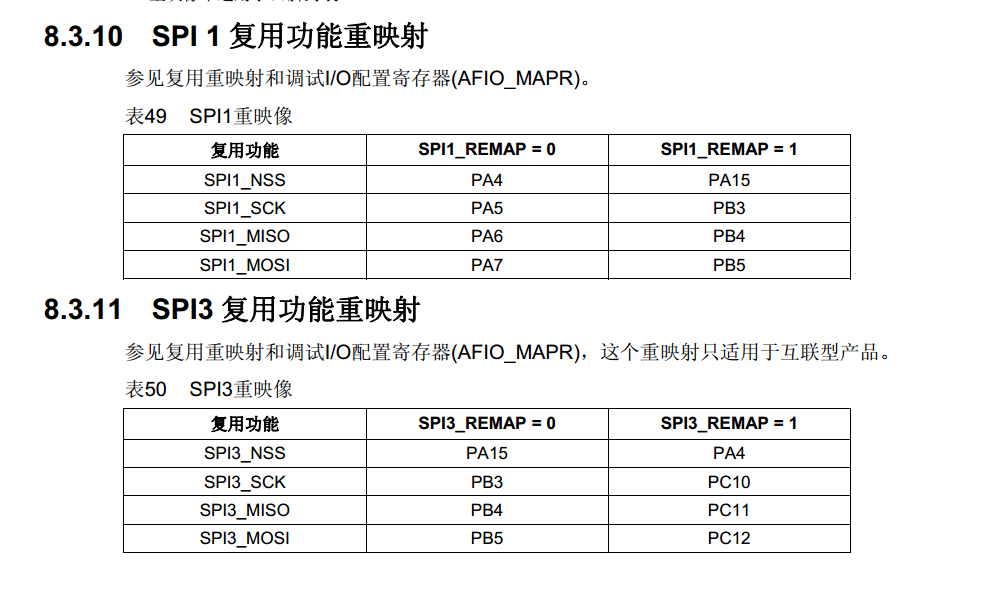 8.3.10 SPI 1 复用功能重映射
参见复用重映射和调试I/O配置寄存器(AFIO_MAPR)。
表49 SPI1重映像
复用功能 SPI1_REMAP = 0 SPI1_REMAP = 1
SPI1_NSS PA4 PA15
SPI1_SCK PA5 PB3
SPI1_MISO PA6 PB4
SPI1_MOSI PA7 PB5
8.3.11 SPI3 复用功能重映射
参见复用重映射和调试I/O配置寄存器(AFIO_MAPR)，这个重映射只适用于互联型产品。
表50 SPI3重映像
复用功能 SPI3_REMAP = 0 SPI3_REMAP = 1
SPI3_NSS PA15 PA4
SPI3_SCK PB3 PC10
SPI3_MISO PB4 PC11
SPI3_MOSI PB5 PC12